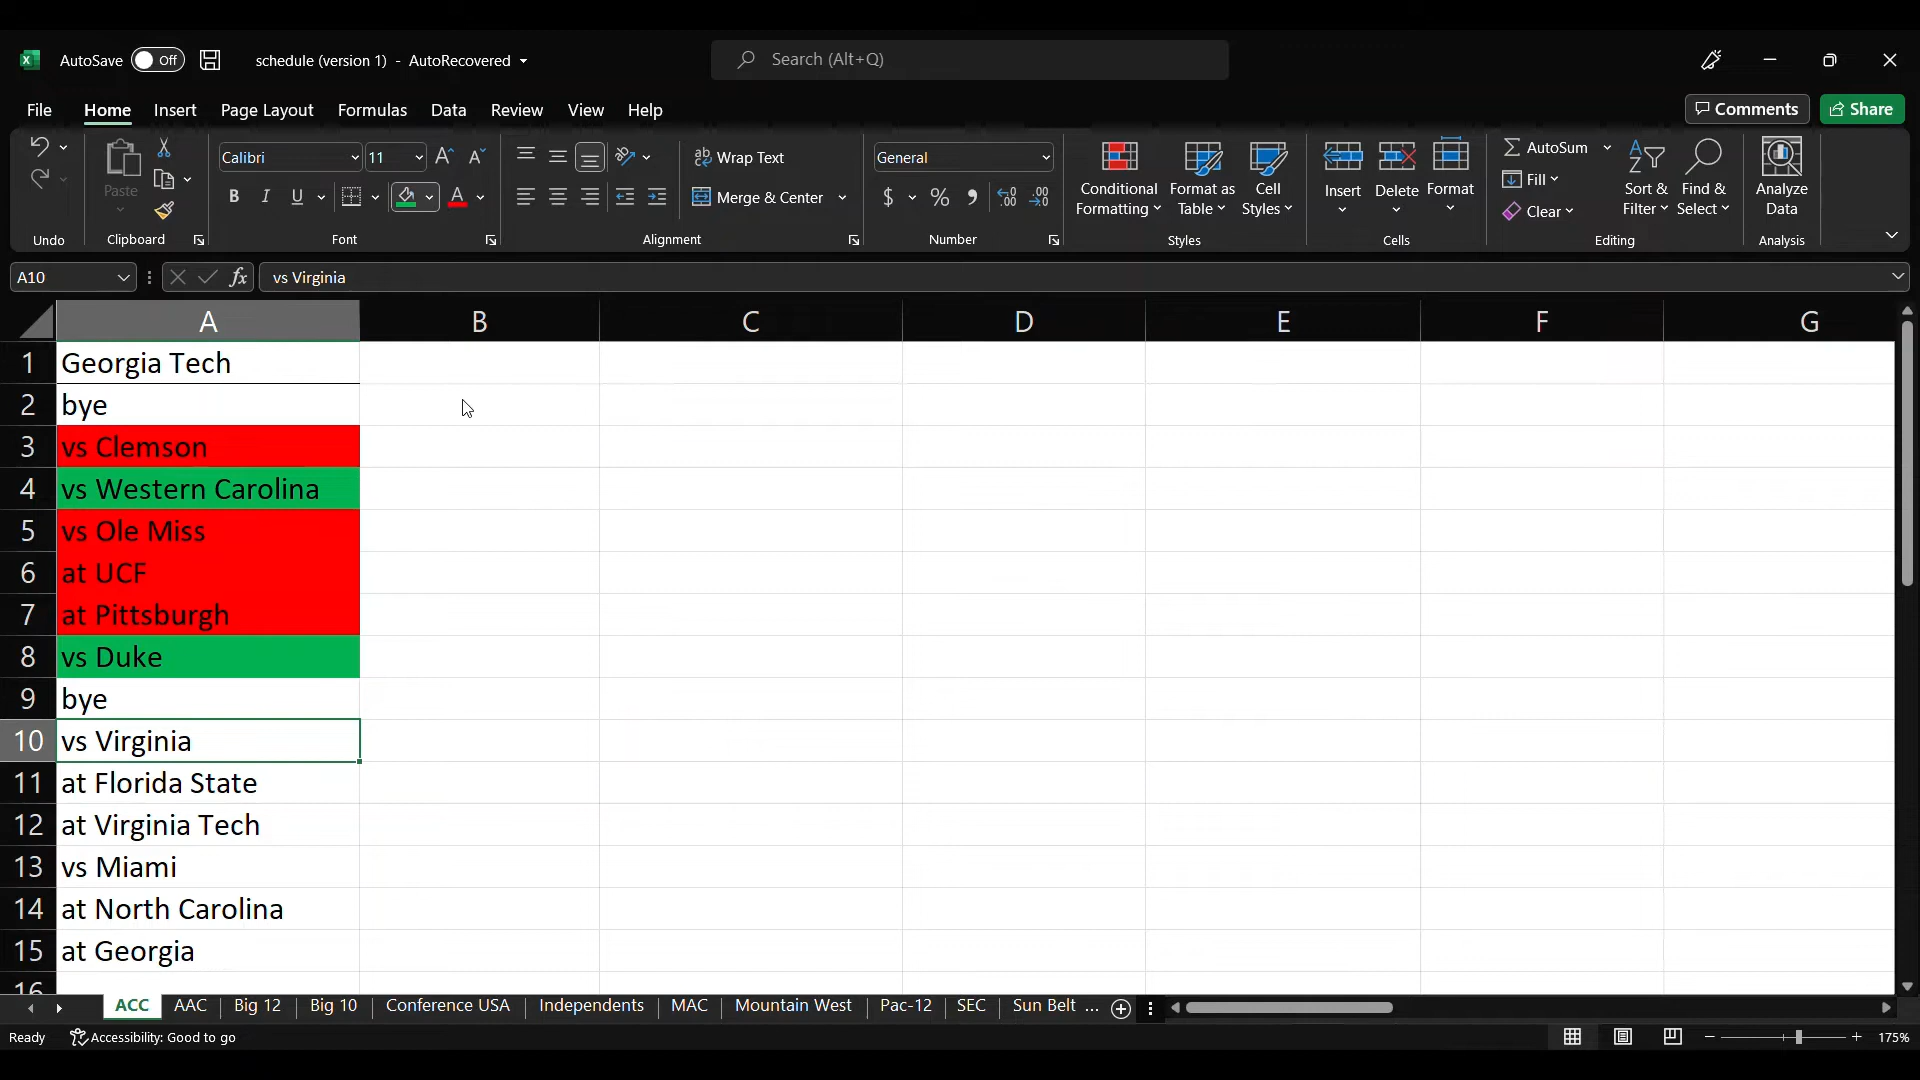 AutoSave Off schedule (version 1) - AutoRecovered Search (Alt+Q)
File Home Insert Page Layout Formulas Data Review View Help Comments Share
Paste Calibri 11 Wrap Text General Conditional Formatting Format as Table Cell Styles Insert Delete Format AutoSum Sort & Filter Find & Select Analyze Data
B I U Merge & Center $ % Fill
Clear
Undo Clipboard Font Alignment Number Styles Cells Editing Analysis
A10 fx vs Virginia
A B C D E F G
1 Georgia Tech
2 bye
3 vs Clemson
4 vs Western Carolina
5 vs Ole Miss
6 at UCF
7 at Pittsburgh
8 vs Duke
9 bye
10 vs Virginia
11 at Florida State
12 at Virginia Tech
13 vs Miami
14 at North Carolina
15 at Georgia
16
ACC AAC Big 12 Big 10 Conference USA Independents MAC Mountain West Pac-12 SEC Sun Belt ...
Ready Accessibility: Good to go 175%